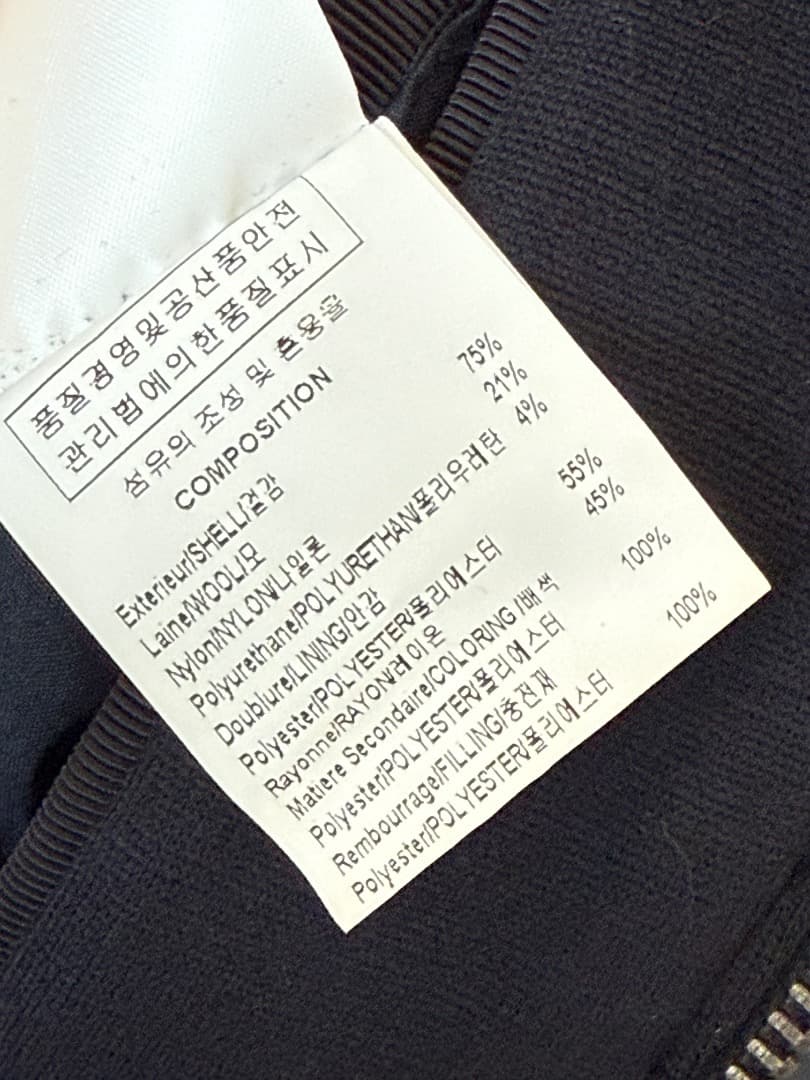 품질경영및공산품안전
관리법에의한품질표시
섬유의 조성 및 혼용율
COMPOSITION
Exterieur/SHELL/겉감
Laine/WOOL/모 75%
Nylon/NYLON/나일론 21%
Polyurethane/POLYURETHAN/폴리우레탄 4%
Doublure/LINING/안감
Polyester/POLYESTER/폴리에스터 55%
Rayonne/RAYON/레이온 45%
Matiere Secondaire/COLORING /배색
Polyester/POLYESTER/폴리에스터 100%
Rembourrage/FILLING/충전재
Polyester/POLYESTER/폴리에스터 100%